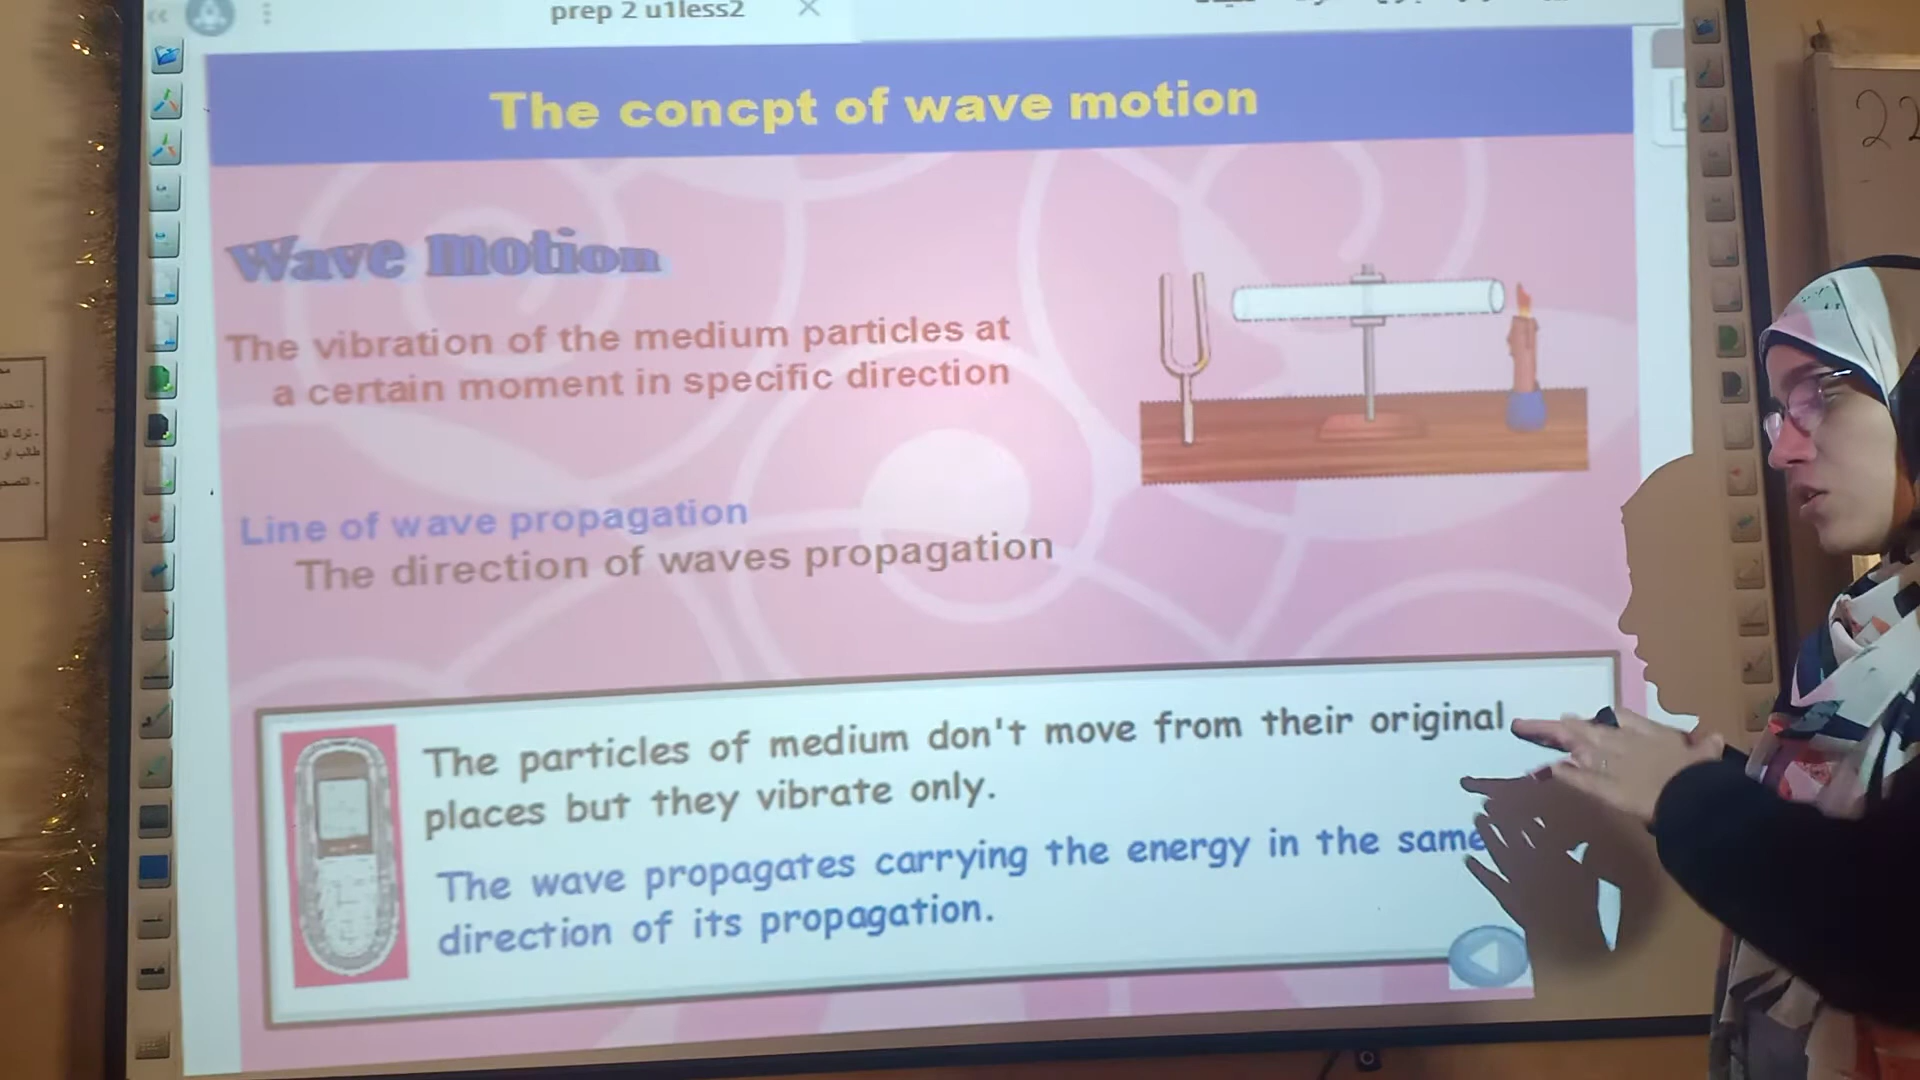 prep 2 u1less2
The concpt of wave motion
22
Wave motion
The vibration of the medium particles at
a certain moment in specific direction
Line of wave propagation
The direction of waves propagation
The particles of medium don't move from their original
places but they vibrate only.
The wave propagates carrying the energy in the same
direction of its propagation.